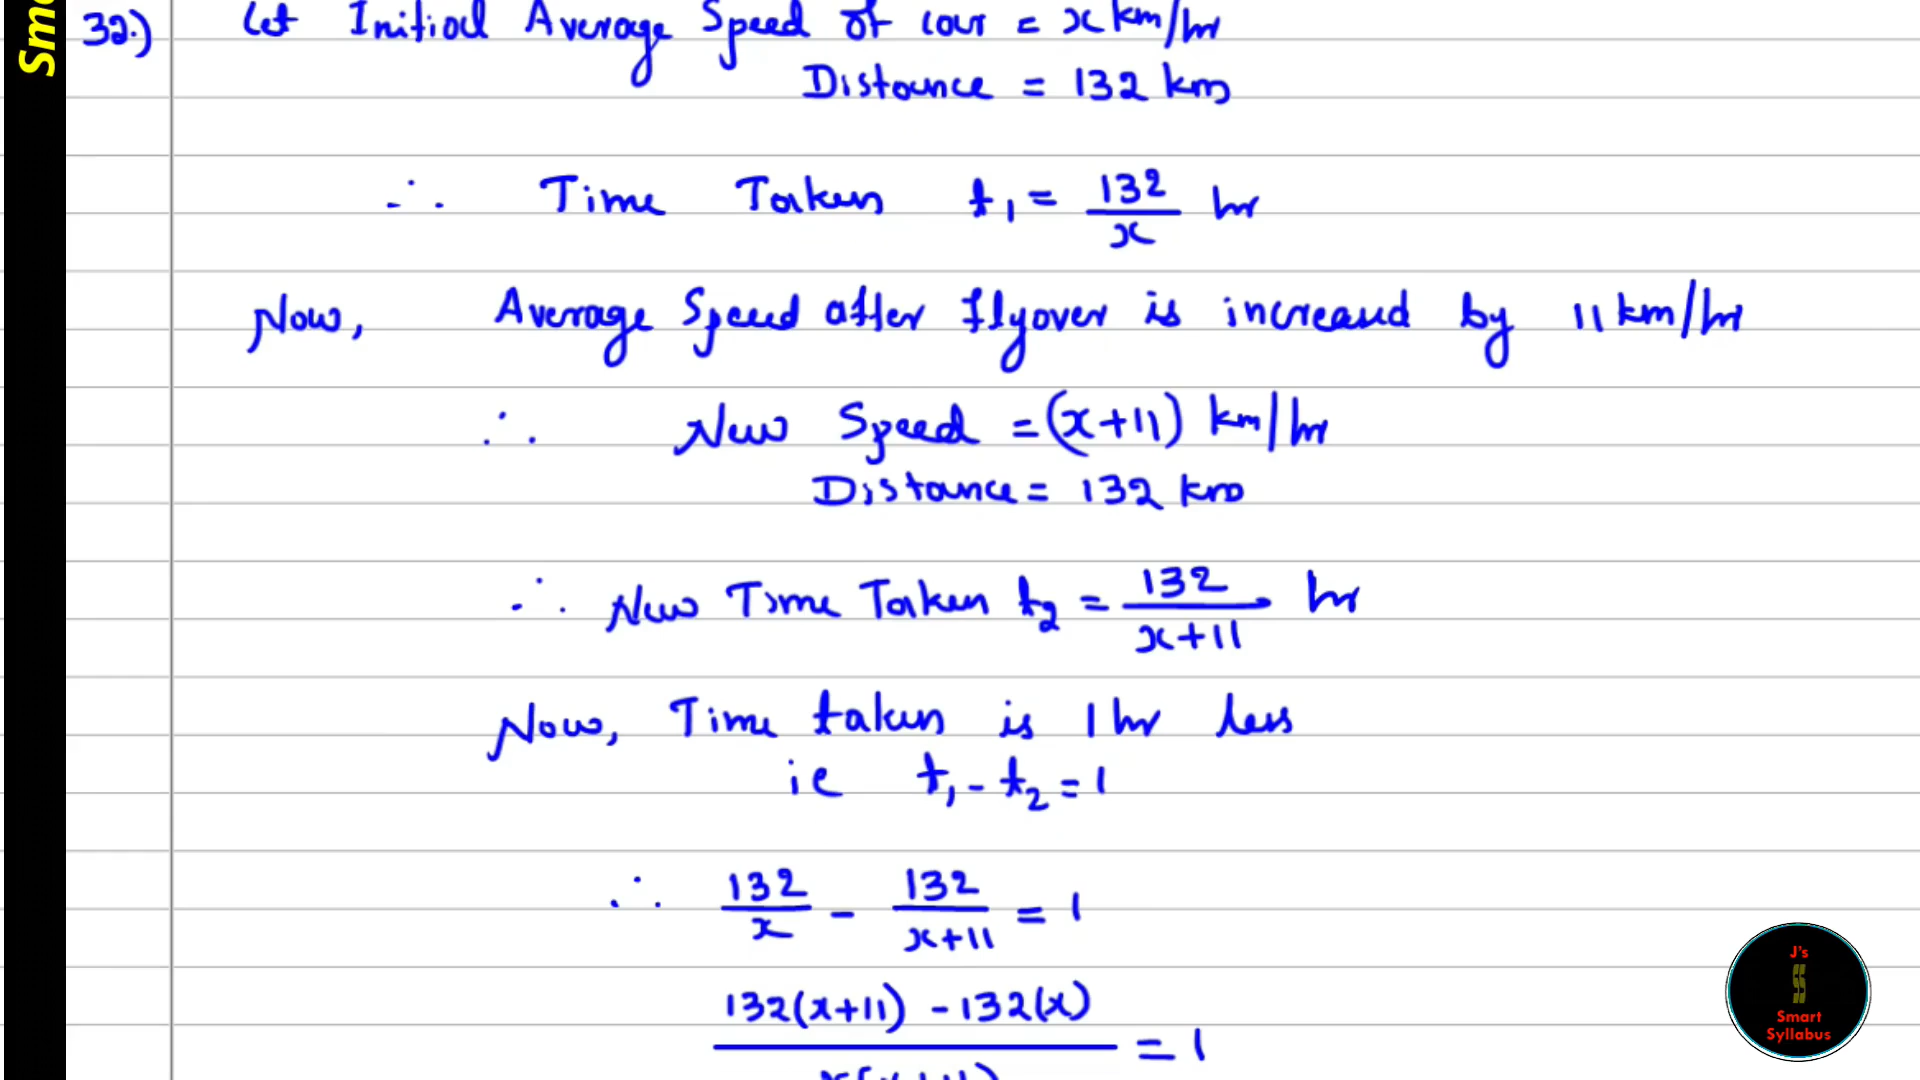 Sm
32.) Let Initial Average Speed of car = x km/hr
Distance = 132 km
∴ Time Taken t₁ = 132/x hr
Now, Average Speed after flyover is increased by 11 km/hr
∴ New Speed = (x+11) km/hr
Distance = 132 km
∴ New Time Taken t₂ = 132/x+11 hr
Now, Time taken is 1 hr less
ie t₁ - t₂ = 1
∴ 132/x - 132/x+11 = 1
132(x+11) - 132(x)/x(x+11) = 1
J's
S
Smart
Syllabus